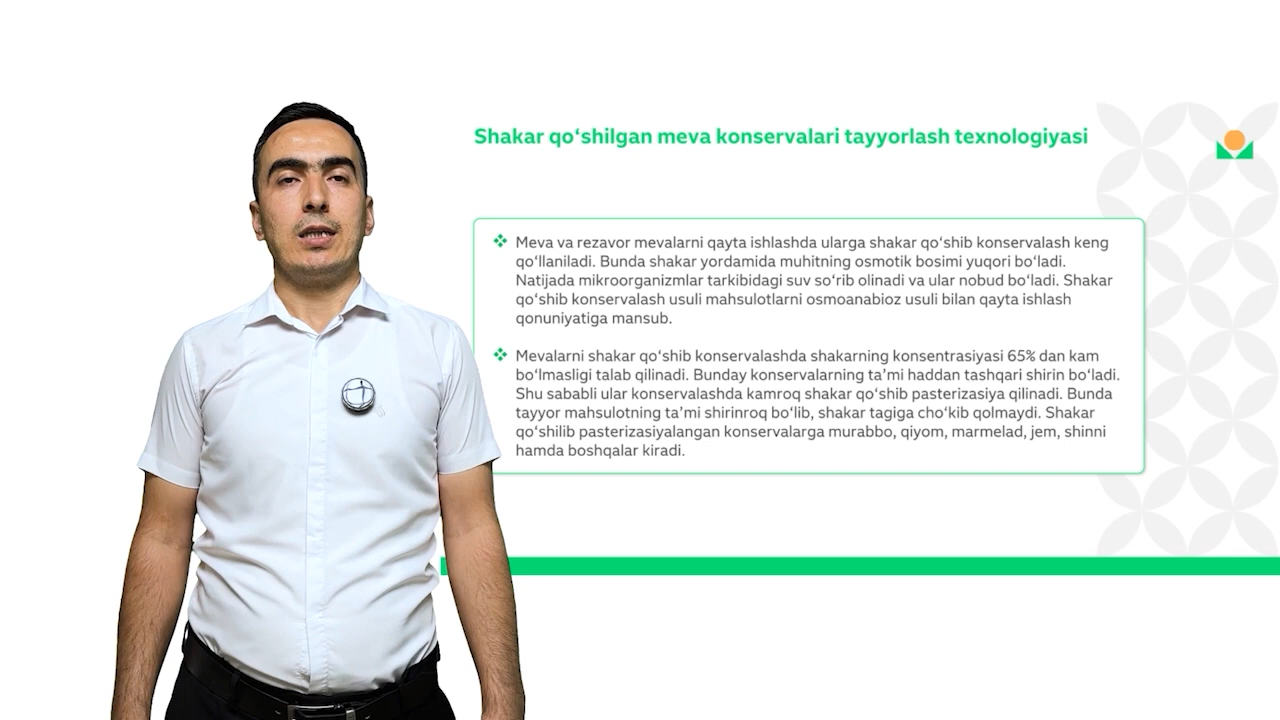 Shakar qo‘shilgan meva konservalari tayyorlash texnologiyasi
Meva va rezavor mevalarni qayta ishlashda ularga shakar qo‘shib konservalash keng
qo‘llaniladi. Bunda shakar yordamida muhitning osmotik bosimi yuqori bo‘ladi.
Natijada mikroorganizmlar tarkibidagi suv so‘rib olinadi va ular nobud bo‘ladi. Shakar
qo‘shib konservalash usuli mahsulotlarni osmoanabioz usuli bilan qayta ishlash
qonuniyatiga mansub.
Mevalarni shakar qo‘shib konservalashda shakarning konsentrasiyasi 65% dan kam
bo‘lmasligi talab qilinadi. Bunday konservalarning ta’mi haddan tashqari shirin bo‘ladi.
Shu sababli ular konservalashda kamroq shakar qo‘shib pasterizasiya qilinadi. Bunda
tayyor mahsulotning ta’mi shirinroq bo‘lib, shakar tagiga cho‘kib qolmaydi. Shakar
qo‘shilib pasterizasiyalangan konservalarga murabbo, qiyom, marmelad, jem, shinni
hamda boshqalar kiradi.